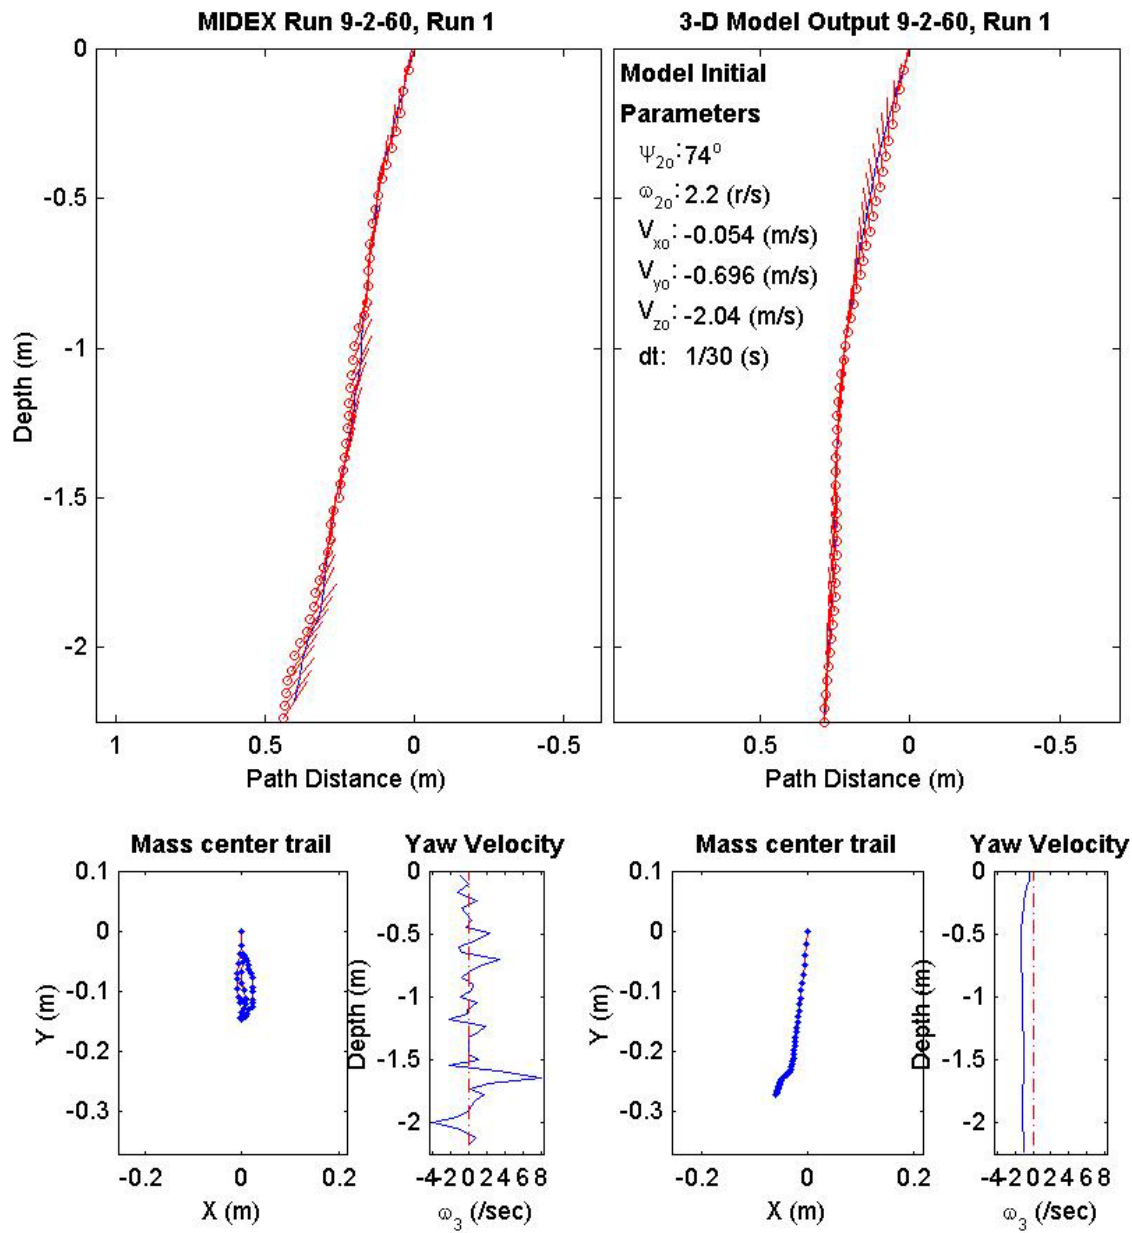 MIDEX Run 9-2-60, Run 1
3-D Model Output 9-2-60, Run 1
0
-0.5
-1
-1.5
-2
Depth (m)
1 0.5 0 -0.5
Path Distance (m)
Model Initial
Parameters
Ψ2o: 74o
ω2o: 2.2 (r/s)
Vxo: -0.054 (m/s)
Vyo: -0.696 (m/s)
Vzo: -2.04 (m/s)
dt: 1/30 (s)
0.5 0 -0.5
Path Distance (m)
Mass center trail
0.1
0
-0.1
-0.2
-0.3
Y (m)
-0.2 0 0.2
X (m)
Yaw Velocity
0
-0.5
-1
-1.5
-2
Depth (m)
-4 -2 0 2 4 6 8
ω3 (/sec)
Mass center trail
0.1
0
-0.1
-0.2
-0.3
Y (m)
-0.2 0 0.2
X (m)
Yaw Velocity
0
-0.5
-1
-1.5
-2
Depth (m)
-4 -2 0 2 4 6 8
ω3 (/sec)